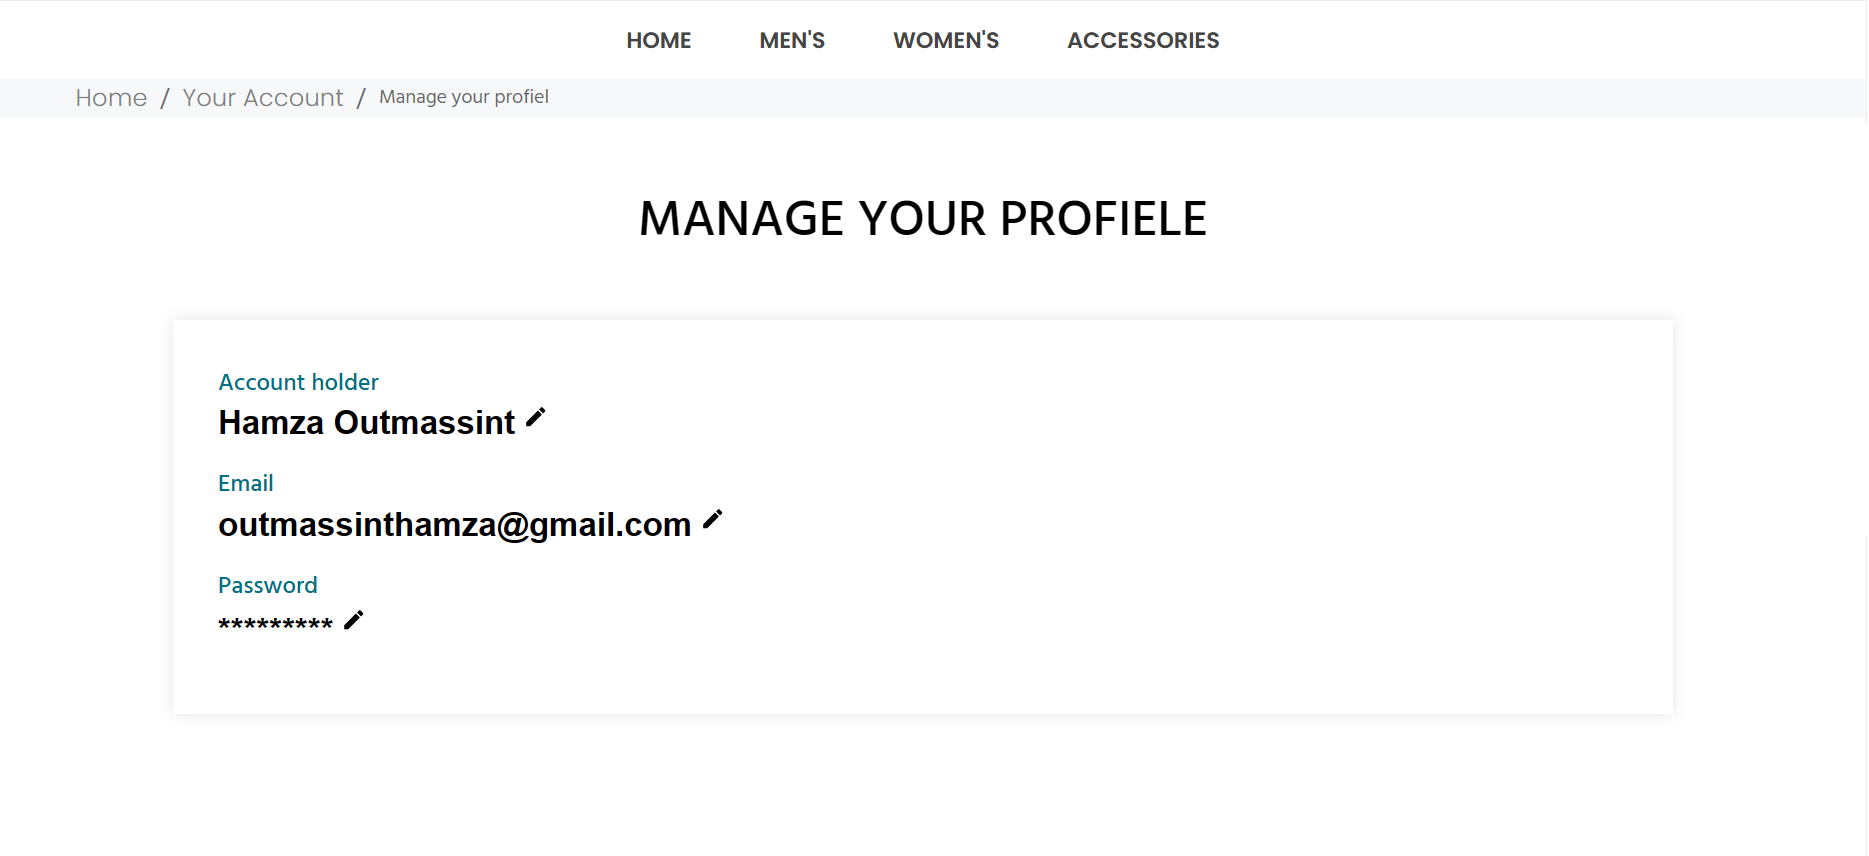 HOME MEN'S WOMEN'S ACCESSORIES
Home / Your Account / Manage your profiel
MANAGE YOUR PROFIELE
Account holder
Hamza Outmassint
Email
outmassinthamza@gmail.com
Password
*********